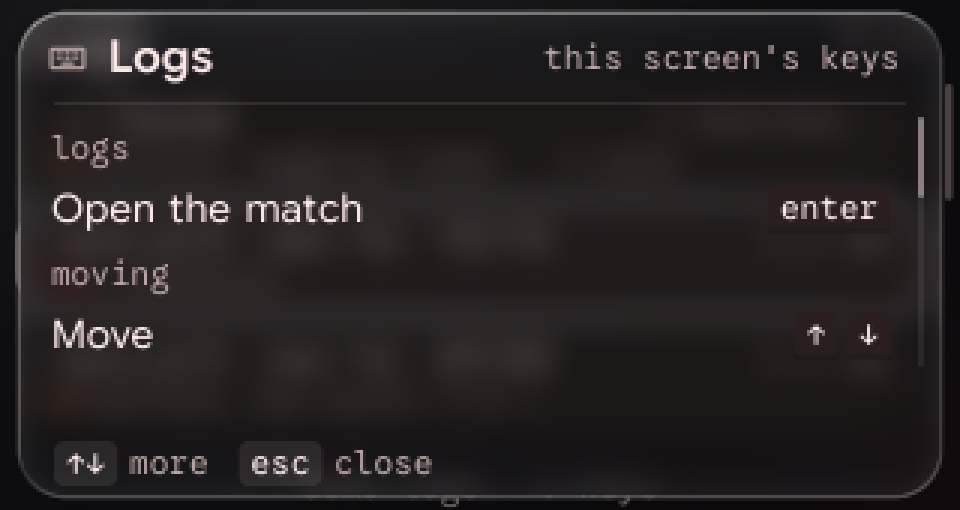 Logs this screen's keys
logs
Open the match enter
moving
Move ↑ ↓
↑↓ more esc close